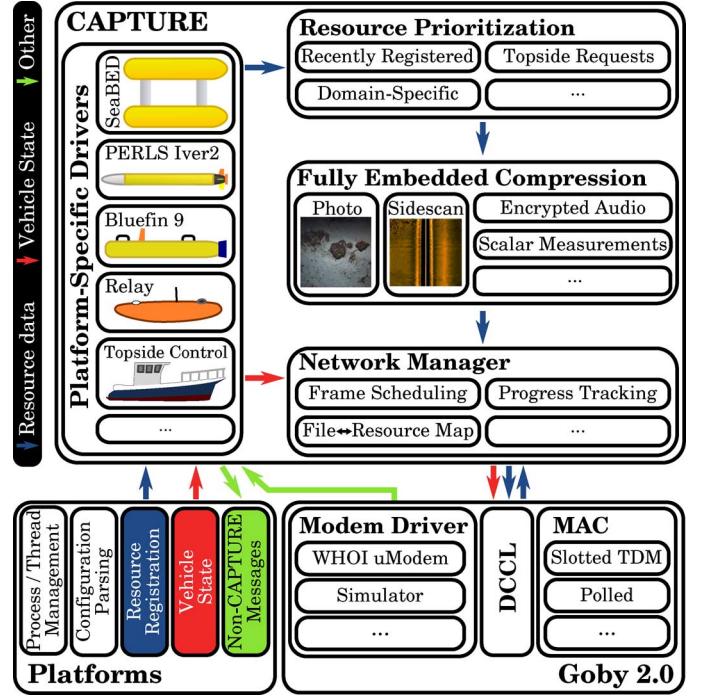 Other
Vehicle State
Resource data
CAPTURE
Platform-Specific Drivers
SeaBED
PERLS Iver2
Bluefin 9
Relay
Topside Control
...
Resource Prioritization
Recently Registered
Topside Requests
Domain-Specific
...
Fully Embedded Compression
Photo
Sidescan
Encrypted Audio
Scalar Measurements
...
Network Manager
Frame Scheduling
Progress Tracking
File↔Resource Map
...
Process / Thread
Management
Configuration
Parsing
Resource
Registration
Vehicle
State
Non-CAPTURE
Messages
Platforms
Modem Driver
WHOI uModem
Simulator
...
DCCL
MAC
Slotted TDM
Polled
...
Goby 2.0